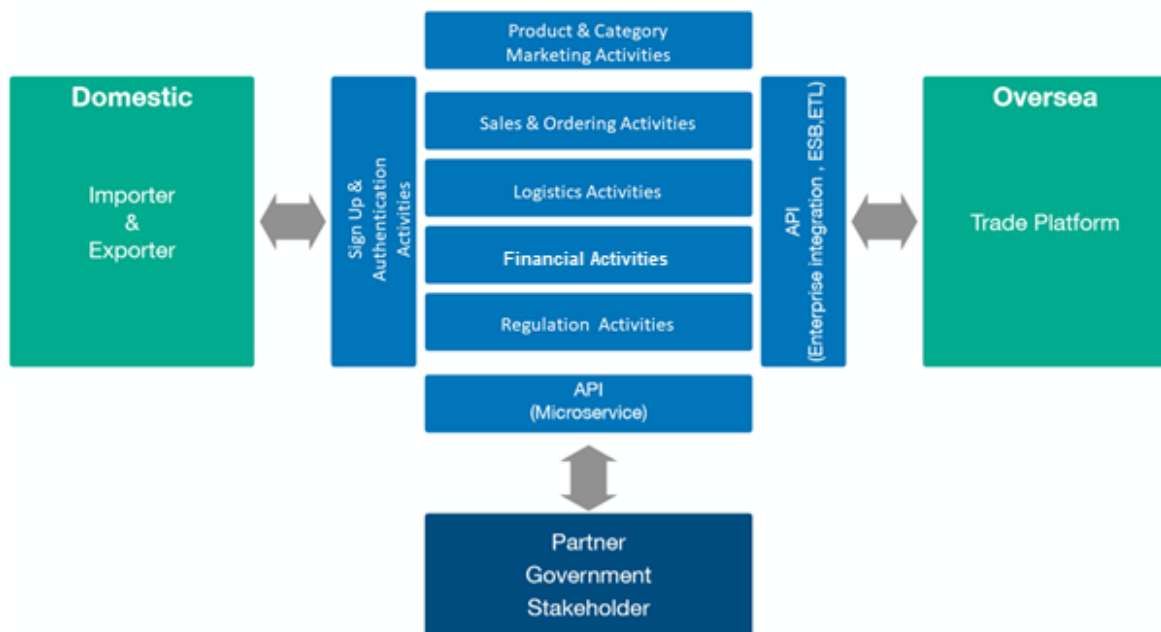 Product & Category
Marketing Activities
Domestic
Importer
&
Exporter
Sign Up &
Authentication
Activities
Sales & Ordering Activities
Logistics Activities
Financial Activities
Regulation Activities
API
(Microservice)
API
(Enterprise integration , ESB,ETL)
Oversea
Trade Platform
Partner
Government
Stakeholder